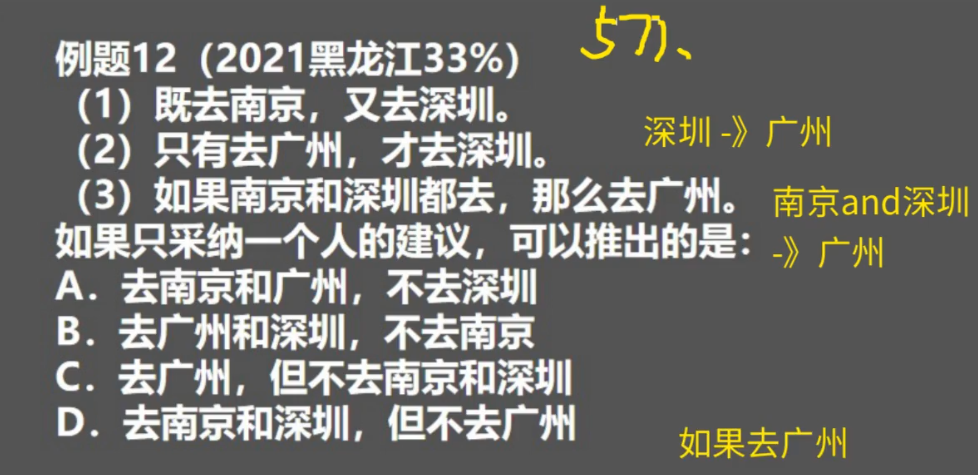 例题12（2021黑龙江33%）
（1）既去南京，又去深圳。
（2）只有去广州，才去深圳。
深圳 -》广州
（3）如果南京和深圳都去，那么去广州。
南京and深圳
-》广州
如果只采纳一个人的建议，可以推出的是：
A．去南京和广州，不去深圳
B．去广州和深圳，不去南京
C．去广州，但不去南京和深圳
D．去南京和深圳，但不去广州
如果去广州